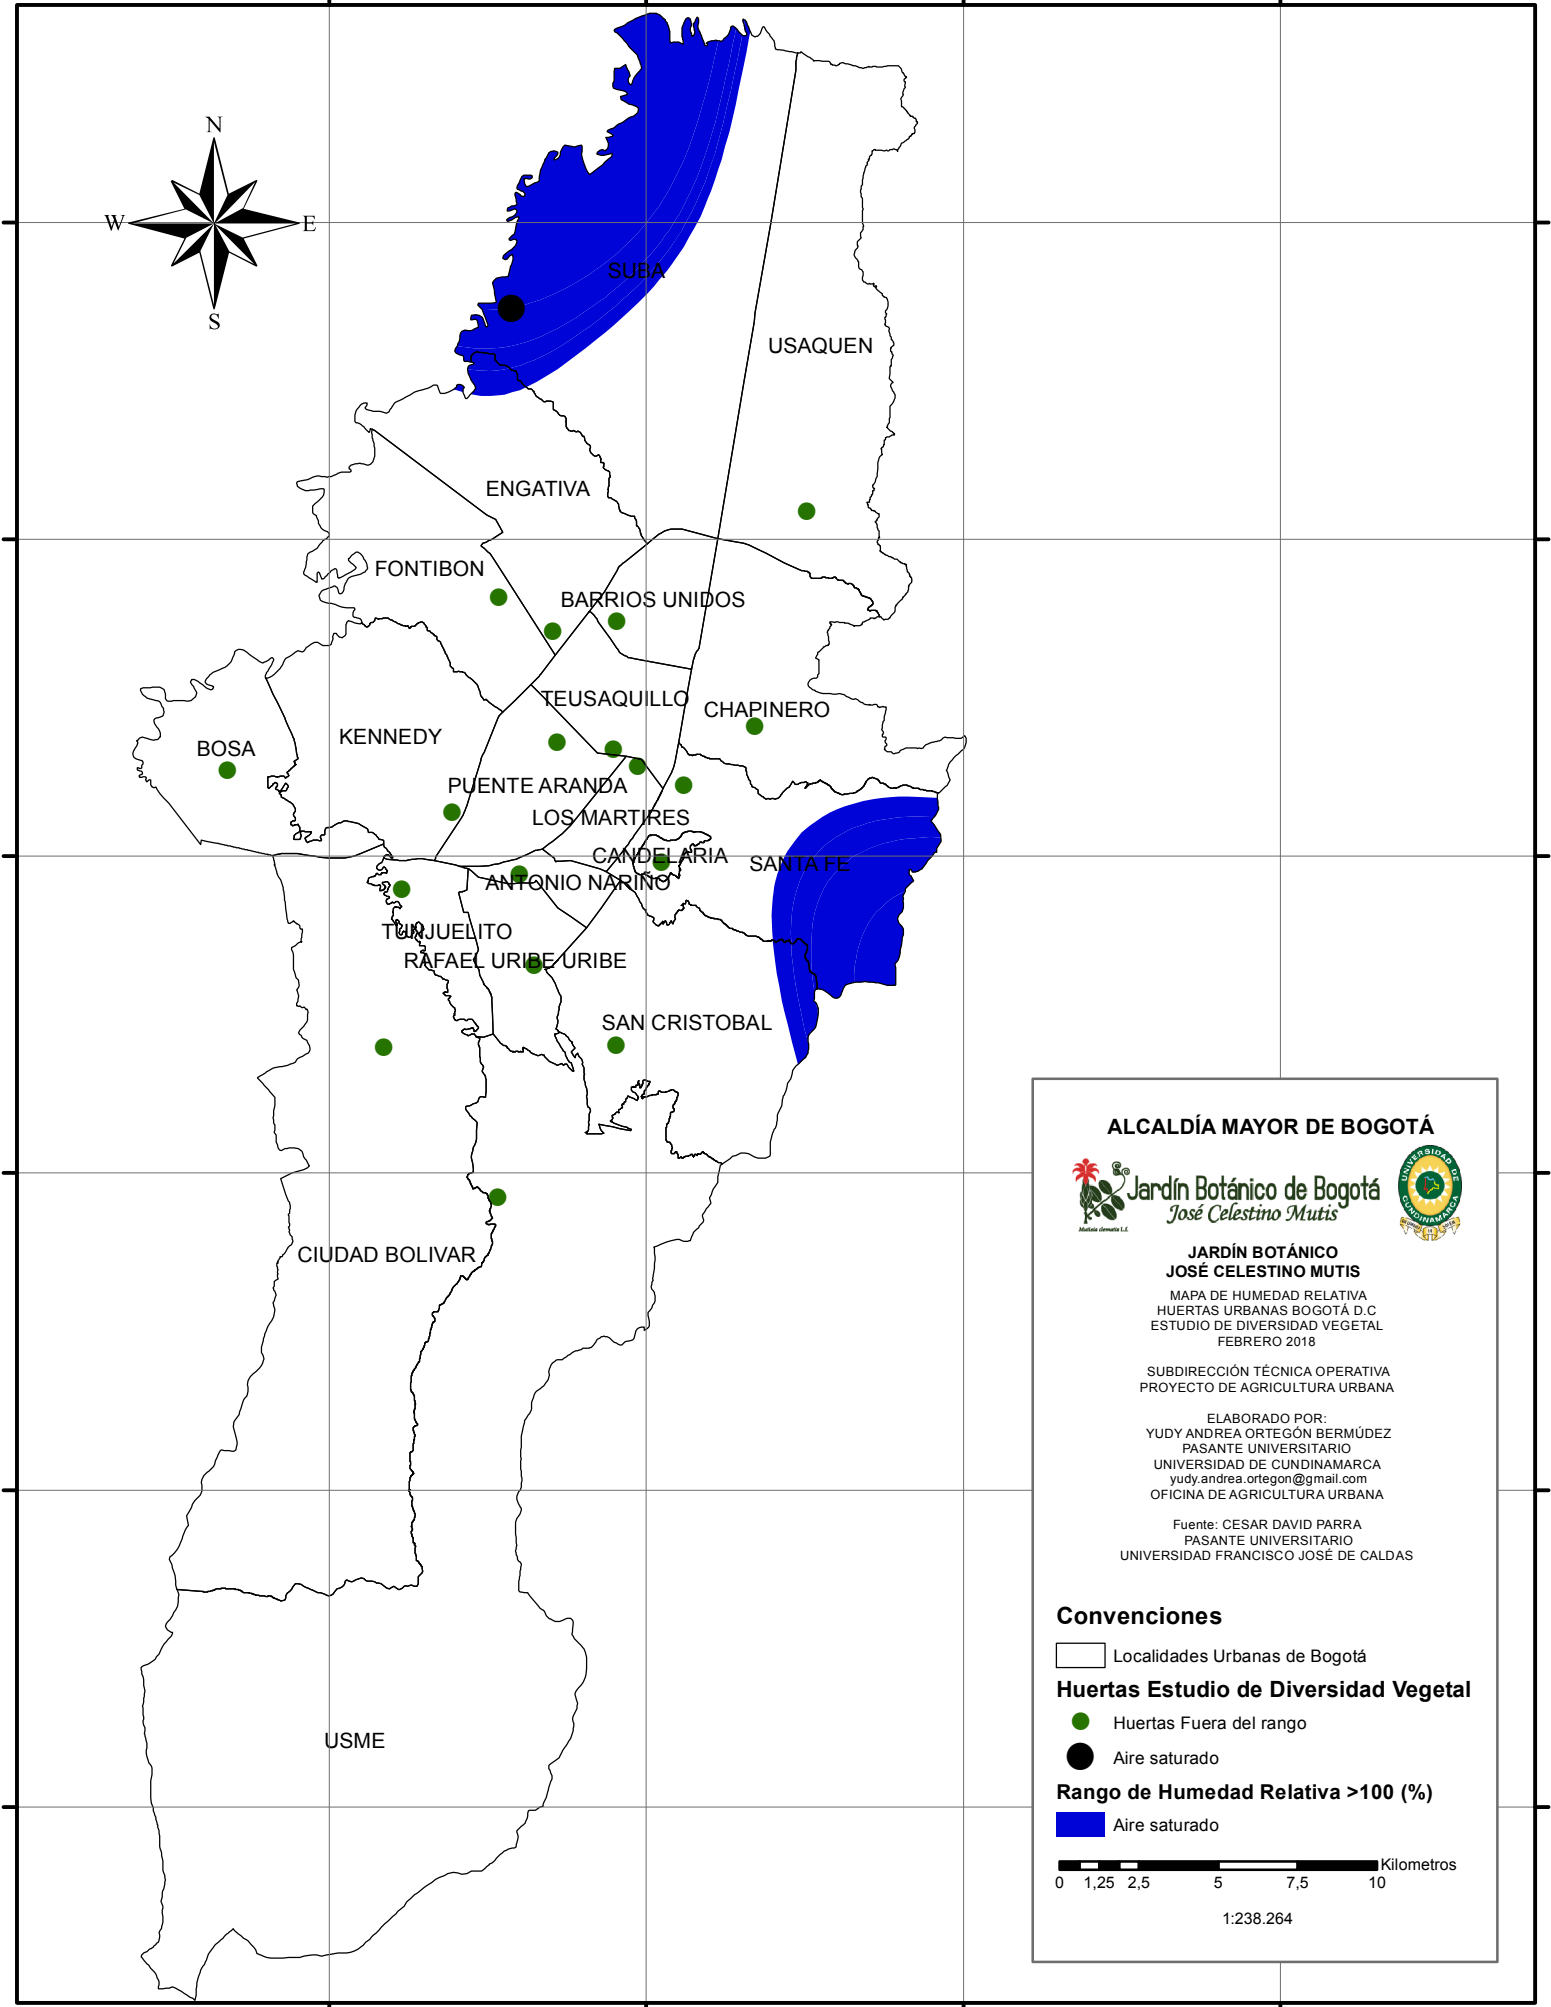 N
W
E
S
SUBA
USAQUEN
ENGATIVA
FONTIBON
BARRIOS UNIDOS
TEUSAQUILLO
CHAPINERO
KENNEDY
BOSA
PUENTE ARANDA
LOS MARTIRES
CANDELARIA
SANTA FE
ANTONIO NARIÑO
TUNJUELITO
RAFAEL URIBE URIBE
SAN CRISTOBAL
CIUDAD BOLIVAR
USME
ALCALDÍA MAYOR DE BOGOTÁ
Jardín Botánico de Bogotá
José Celestino Mutis
Mutisia clematis L.f.
UNIVERSIDAD DE
CUNDINAMARCA
JARDÍN BOTÁNICO
JOSÉ CELESTINO MUTIS
MAPA DE HUMEDAD RELATIVA
HUERTAS URBANAS BOGOTÁ D.C
ESTUDIO DE DIVERSIDAD VEGETAL
FEBRERO 2018
SUBDIRECCIÓN TÉCNICA OPERATIVA
PROYECTO DE AGRICULTURA URBANA
ELABORADO POR:
YUDY ANDREA ORTEGÓN BERMÚDEZ
PASANTE UNIVERSITARIO
UNIVERSIDAD DE CUNDINAMARCA
yudy.andrea.ortegon@gmail.com
OFICINA DE AGRICULTURA URBANA
Fuente: CESAR DAVID PARRA
PASANTE UNIVERSITARIO
UNIVERSIDAD FRANCISCO JOSÉ DE CALDAS
Convenciones
Localidades Urbanas de Bogotá
Huertas Estudio de Diversidad Vegetal
Huertas Fuera del rango
Aire saturado
Rango de Humedad Relativa >100 (%)
Aire saturado
Kilometros
0 1,25 2,5 5 7,5 10
1:238.264